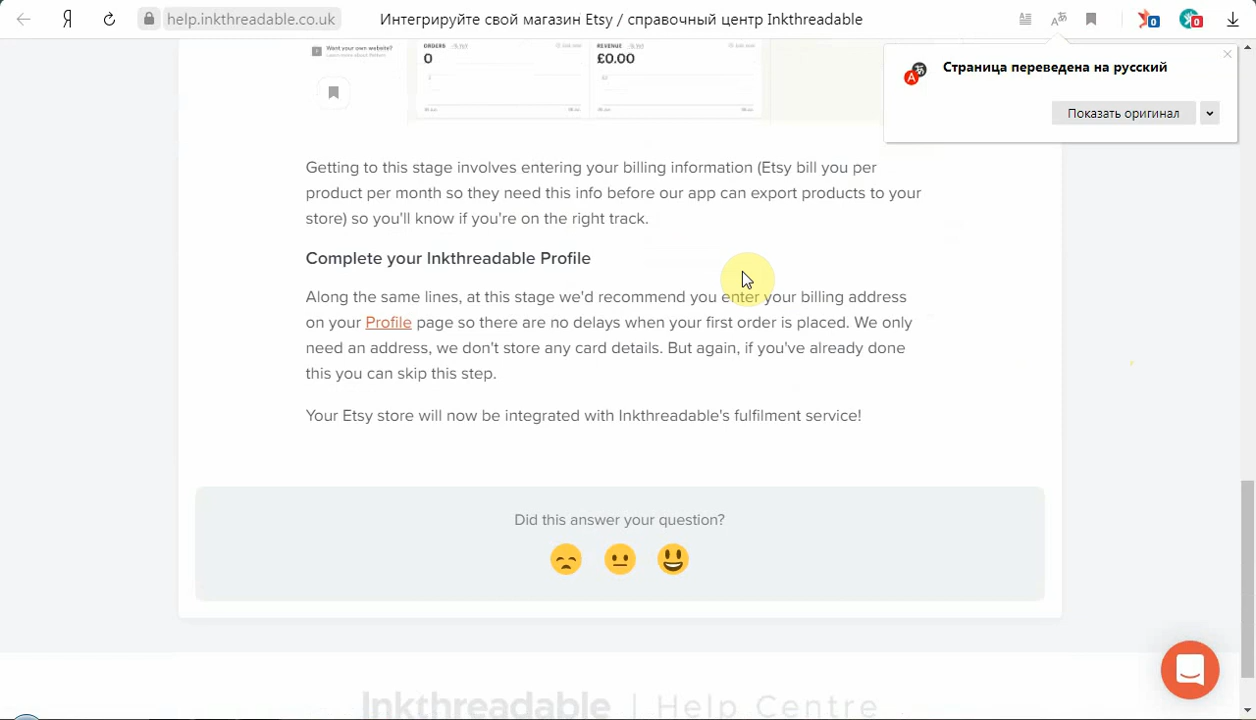 Я
help.inkthreadable.co.uk
Интегрируйте свой магазин Etsy / справочный центр Inkthreadable
0
0
Страница переведена на русский
Показать оригинал
Want your own website?
ORDERS
REVENUE
0
£0.00
Getting to this stage involves entering your billing information (Etsy bill you per
product per month so they need this info before our app can export products to your
store) so you'll know if you're on the right track.
Complete your Inkthreadable Profile
Along the same lines, at this stage we'd recommend you enter your billing address
on your Profile page so there are no delays when your first order is placed. We only
need an address, we don't store any card details. But again, if you've already done
this you can skip this step.
Your Etsy store will now be integrated with Inkthreadable's fulfilment service!
Did this answer your question?
Inkthreadable | Help Centre